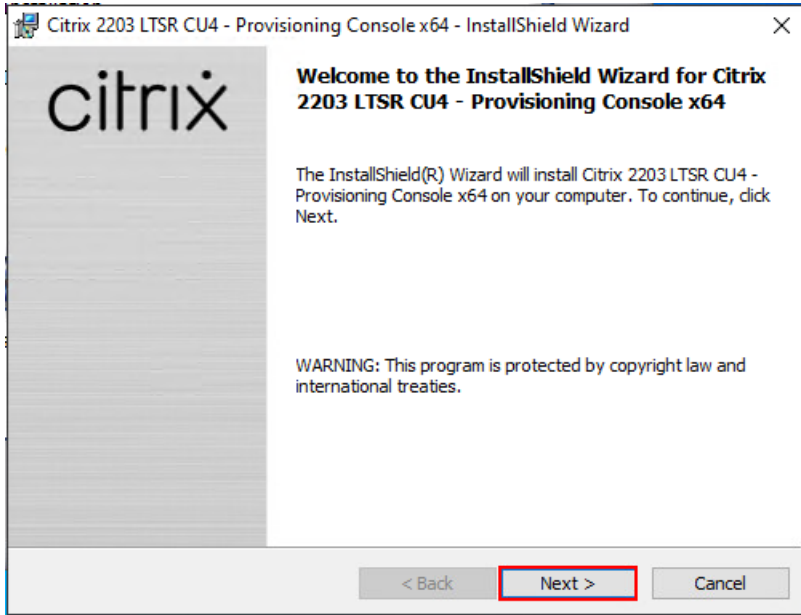 Citrix 2203 LTSR CU4 - Provisioning Console x64 - InstallShield Wizard
citrix
Welcome to the InstallShield Wizard for Citrix
2203 LTSR CU4 - Provisioning Console x64
The InstallShield(R) Wizard will install Citrix 2203 LTSR CU4 -
Provisioning Console x64 on your computer. To continue, click
Next.
WARNING: This program is protected by copyright law and
international treaties.
< Back
Next >
Cancel